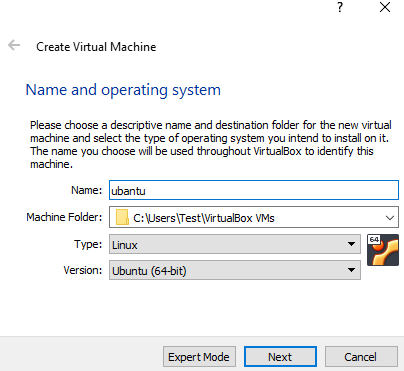 ?
Create Virtual Machine
Name and operating system
Please choose a descriptive name and destination folder for the new virtual
machine and select the type of operating system you intend to install on it.
The name you choose will be used throughout VirtualBox to identify this
machine.
Name: ubantu
Machine Folder: C:\Users\Test\VirtualBox VMs
Type: Linux
64
Version: Ubuntu (64-bit)
Expert Mode Next Cancel